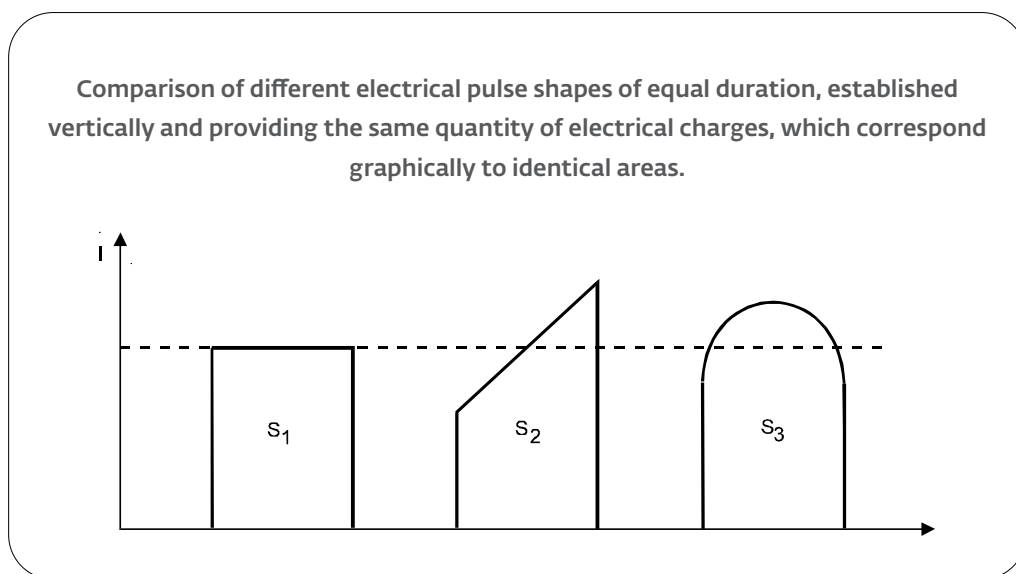 Comparison of different electrical pulse shapes of equal duration, established
vertically and providing the same quantity of electrical charges, which correspond
graphically to identical areas.
I
S1 S2 S3